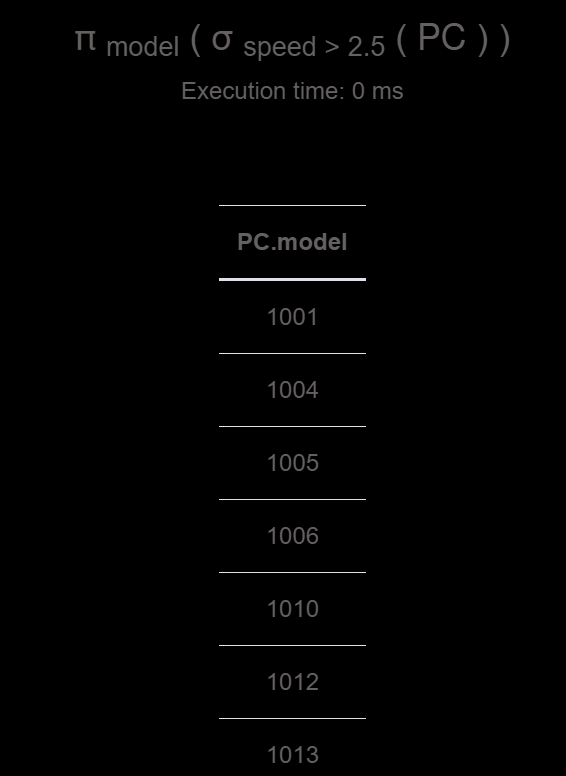 π model ( σ speed > 2.5 ( PC ) )
Execution time: 0 ms
PC.model
1001
1004
1005
1006
1010
1012
1013